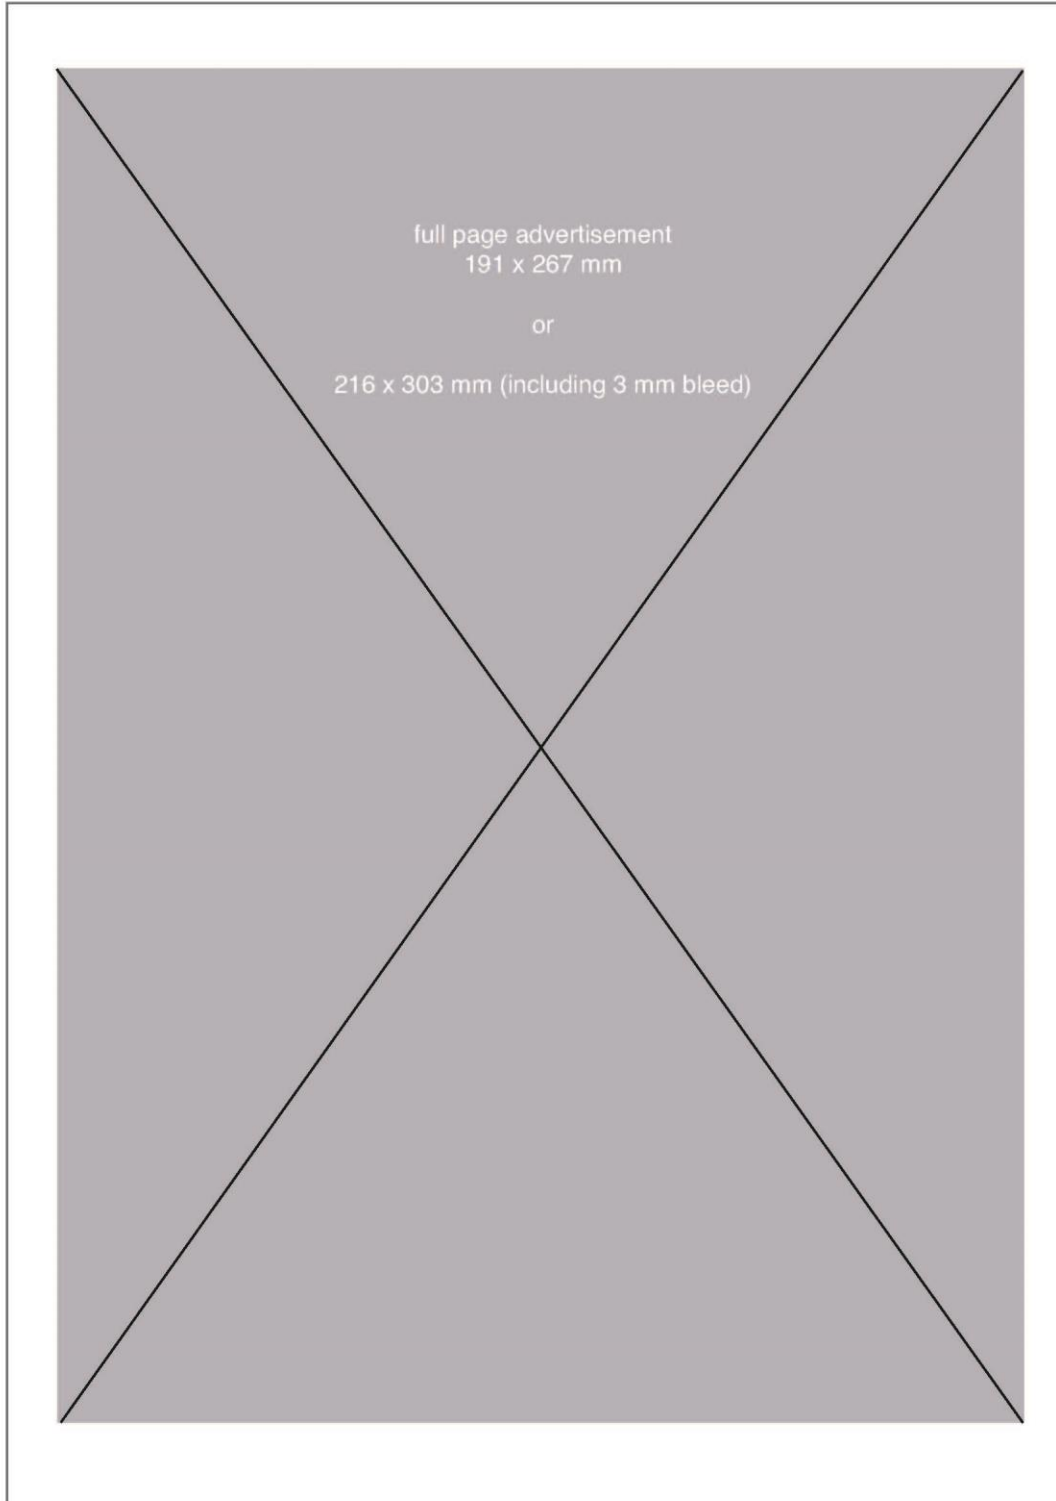 full page advertisement
191 x 267 mm
or
216 x 303 mm (including 3 mm bleed)